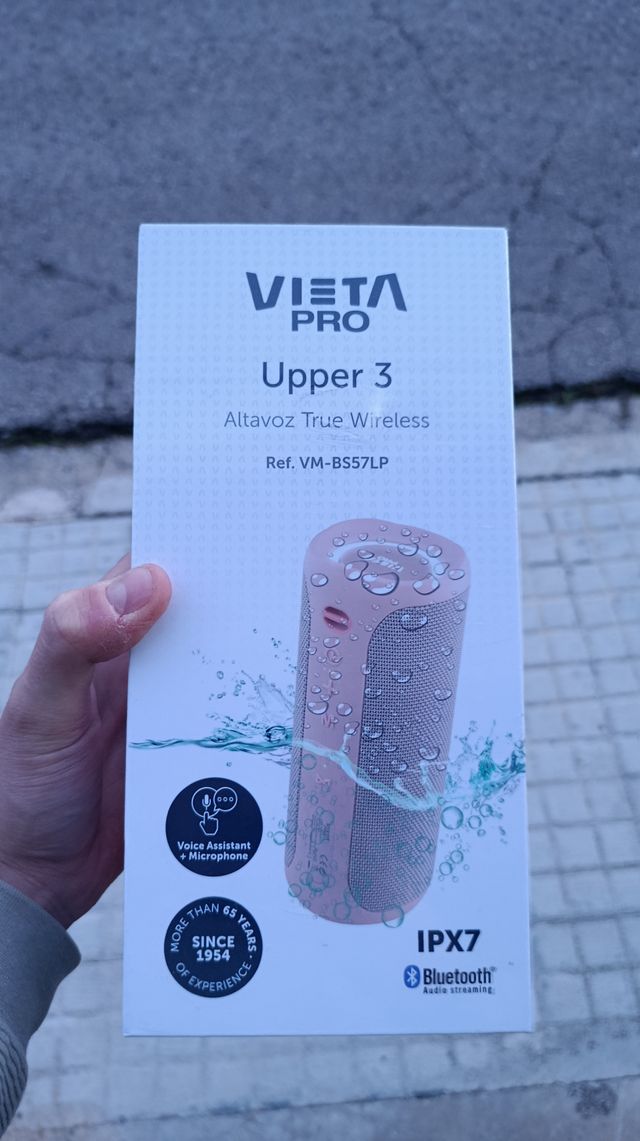 VIETA
PRO
Upper 3
Altavoz True Wireless
Ref. VM-BS57LP
Voice Assistant
+ Microphone
MORE THAN 65 YEARS
SINCE
1954
OF EXPERIENCE
IPX7
Bluetooth®
Audio streaming